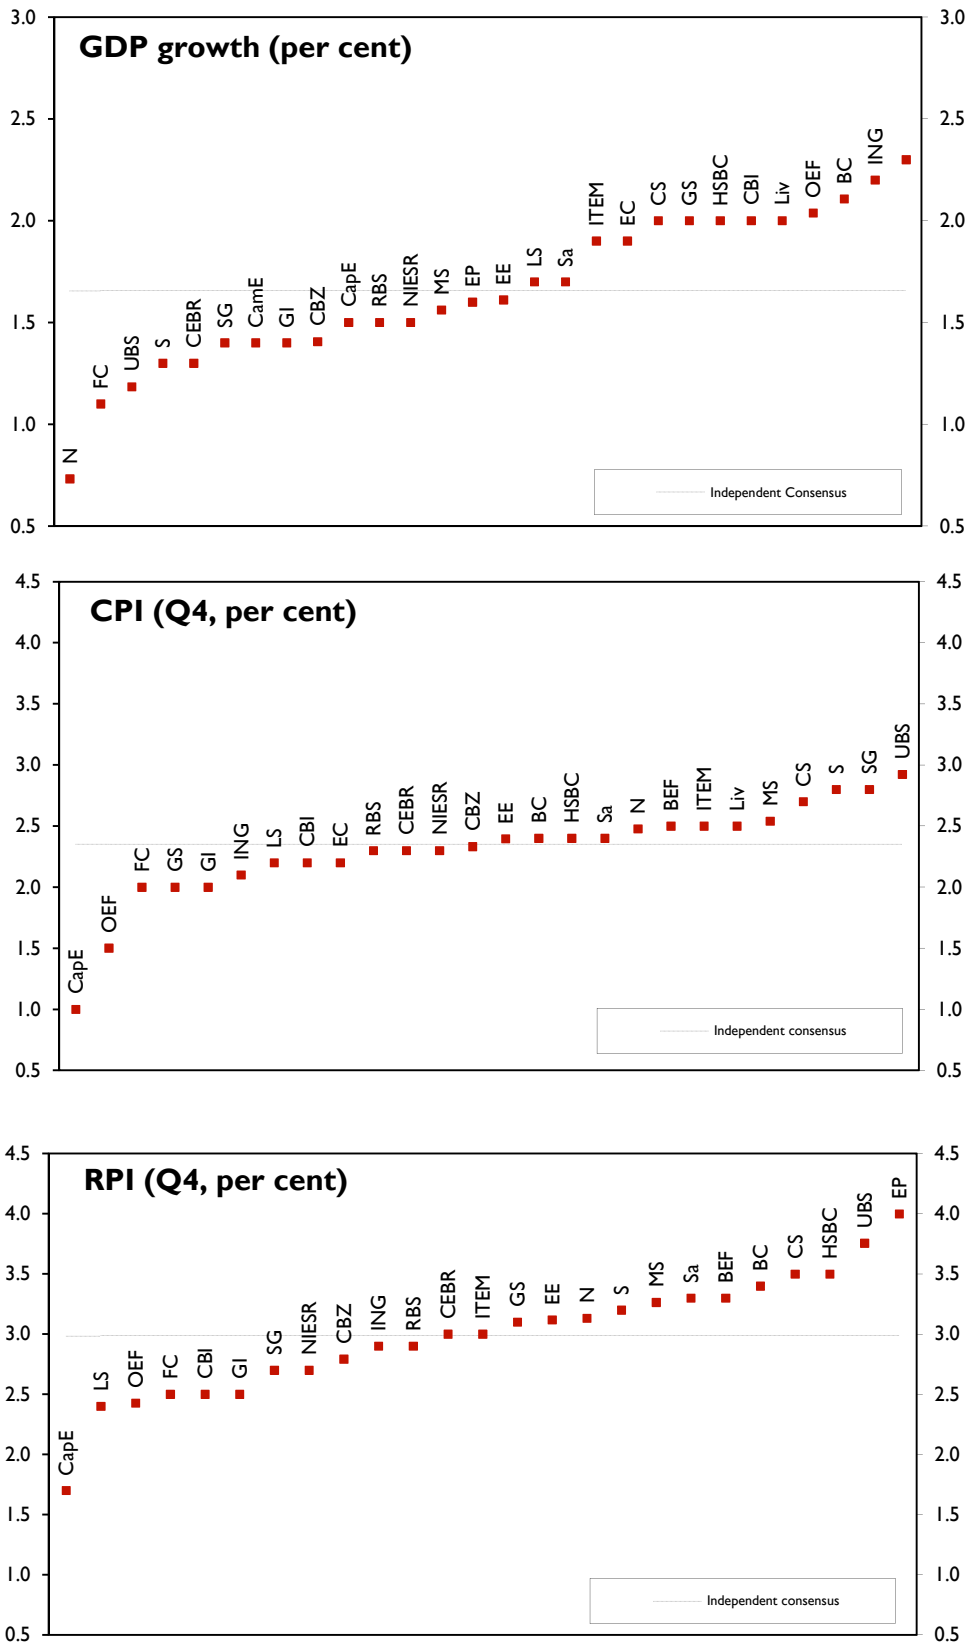 3.0 3.0
GDP growth (per cent)
2.5 2.5
2.0 2.0
1.5 1.5
1.0 1.0
0.5 0.5
N FC UBS S CEBR SG CamE GI CBZ CapE RBS NIESR MS EP EE LS Sa ITEM EC CS GS HSBC CBI Liv OEF BC ING
Independent Consensus
4.5 4.5
CPI (Q4, per cent)
4.0 4.0
3.5 3.5
3.0 3.0
2.5 2.5
2.0 2.0
1.5 1.5
1.0 1.0
0.5 0.5
CapE OEF FC GS GI ING LS CBI EC RBS CEBR NIESR CBZ EE BC HSBC Sa N BEF ITEM Liv MS CS S SG UBS
Independent consensus
4.5 4.5
RPI (Q4, per cent)
4.0 4.0
3.5 3.5
3.0 3.0
2.5 2.5
2.0 2.0
1.5 1.5
1.0 1.0
0.5 0.5
CapE LS OEF FC CBI GI SG NIESR CBZ ING RBS CEBR ITEM GS EE N S MS Sa BEF BC CS HSBC UBS EP
Independent consensus